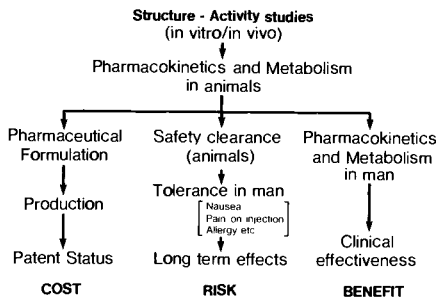 Structure - Activity studies
(in vitro/in vivo)
Pharmacokinetics and Metabolism
in animals
Pharmaceutical
Formulation
Production
Patent Status
COST
Safety clearance
(animals)
Tolerance in man
Nausea
Pain on injection
Allergy etc
Long term effects
RISK
Pharmacokinetics
and Metabolism
in man
Clinical
effectiveness
BENEFIT